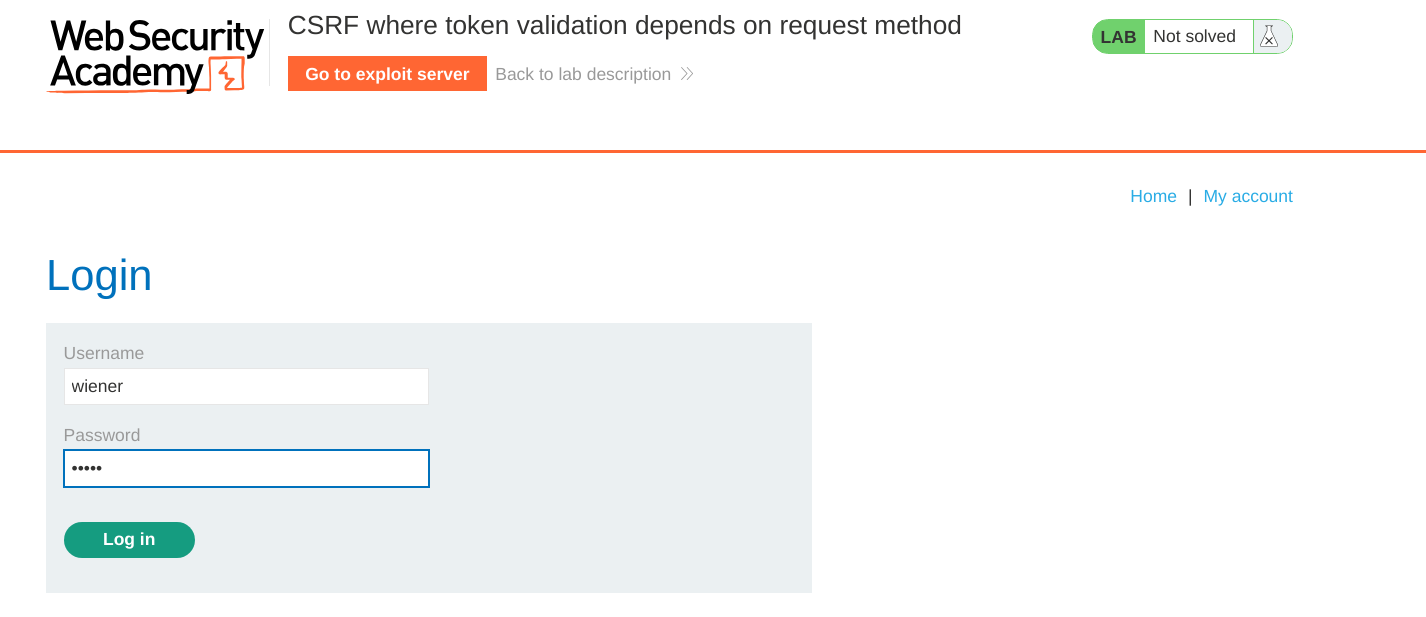 Web Security
Academy
CSRF where token validation depends on request method
Go to exploit server
Back to lab description
LAB
Not solved
Home | My account
Login
Username
wiener
Password
•••••
Log in